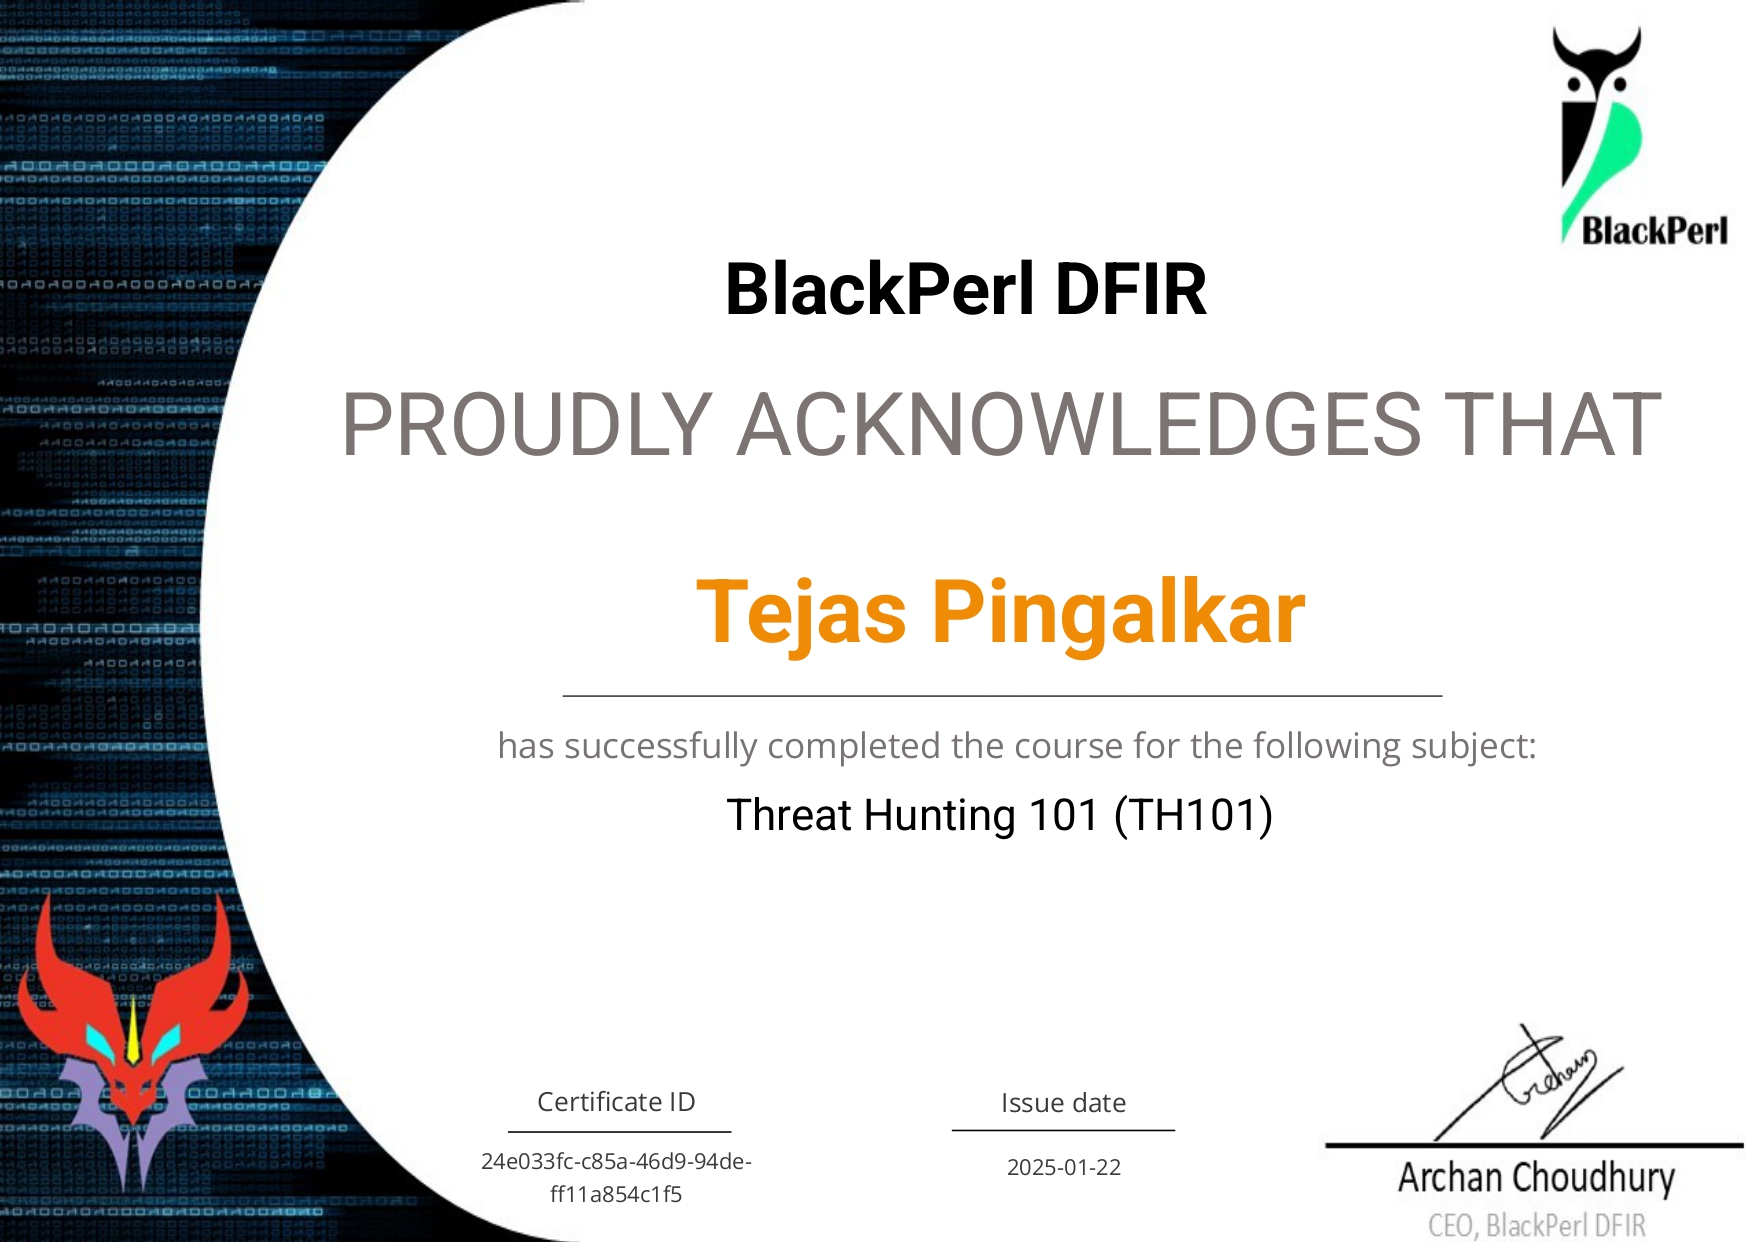 BlackPerl
BlackPerl DFIR
PROUDLY ACKNOWLEDGES THAT
Tejas Pingalkar
has successfully completed the course for the following subject:
Threat Hunting 101 (TH101)
Certificate ID
24e033fc-c85a-46d9-94de-
ff11a854c1f5
Issue date
2025-01-22
Archan Choudhury
CEO, BlackPerl DFIR